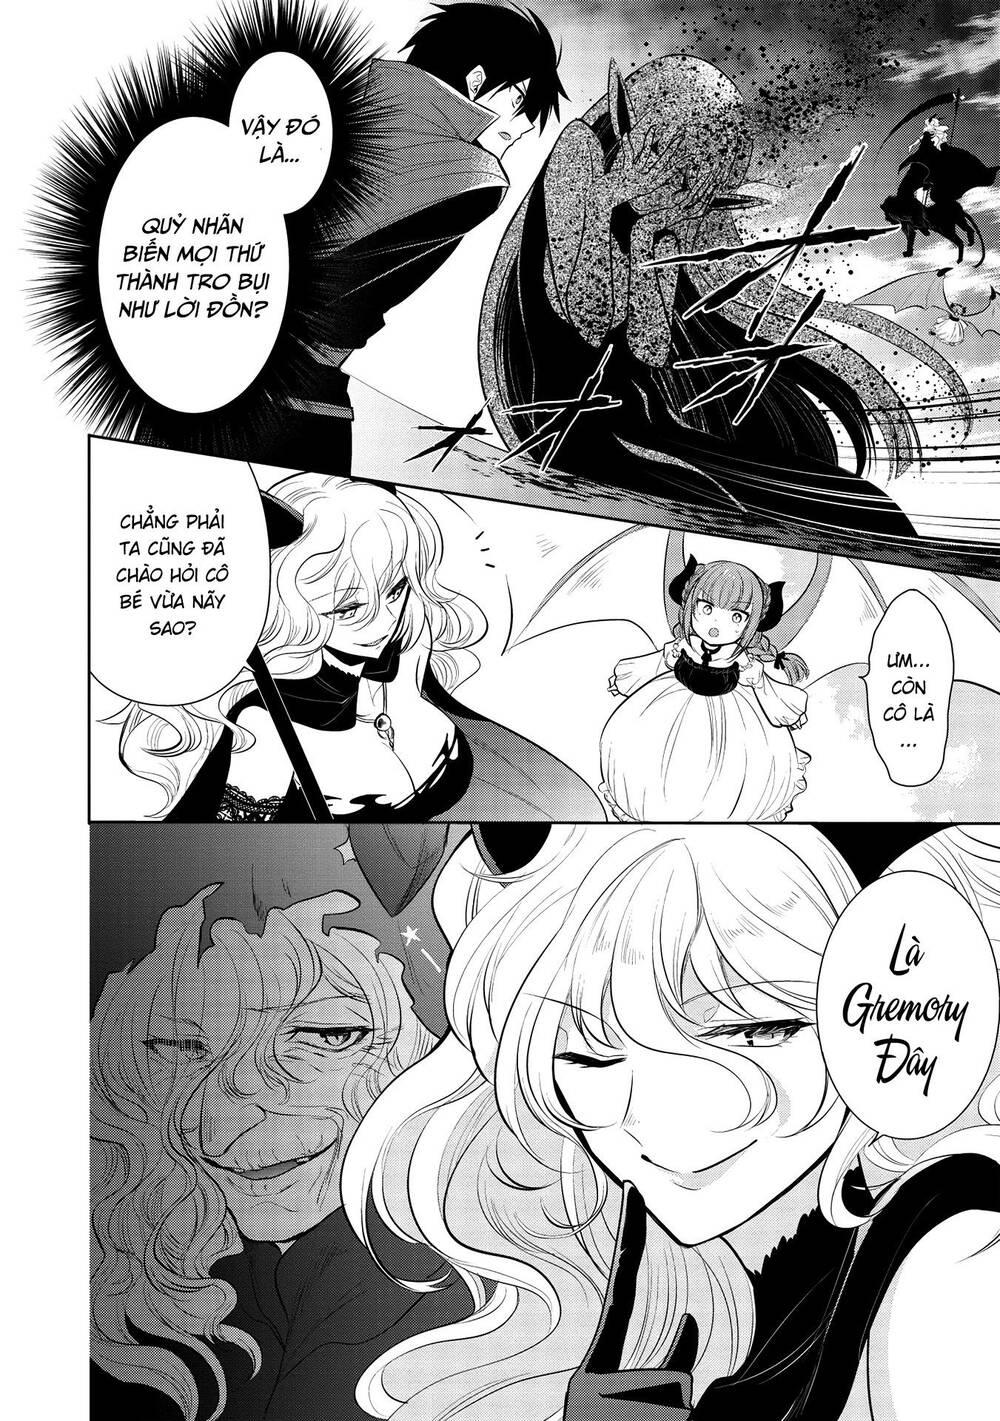 VẬY ĐÓ
LÀ...
QUỶ NHÃN
BIẾN MỌI THỨ
THÀNH TRO BỤI
NHƯ LỜI ĐỒN?
CHẲNG PHẢI
TA CŨNG ĐÃ
CHÀO HỎI CÔ
BÉ VỪA NÃY
SAO?
ƯM...
CÒN
CÔ LÀ
...
Là
Gremory
Đây